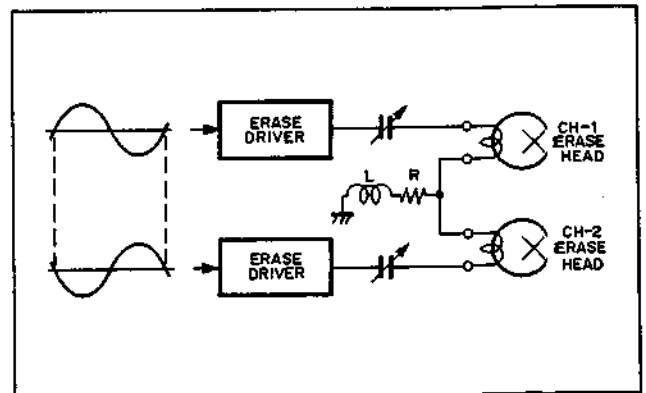 ERASE
DRIVER
CH-1
ERASE
HEAD
L
R
ERASE
DRIVER
CH-2
ERASE
HEAD